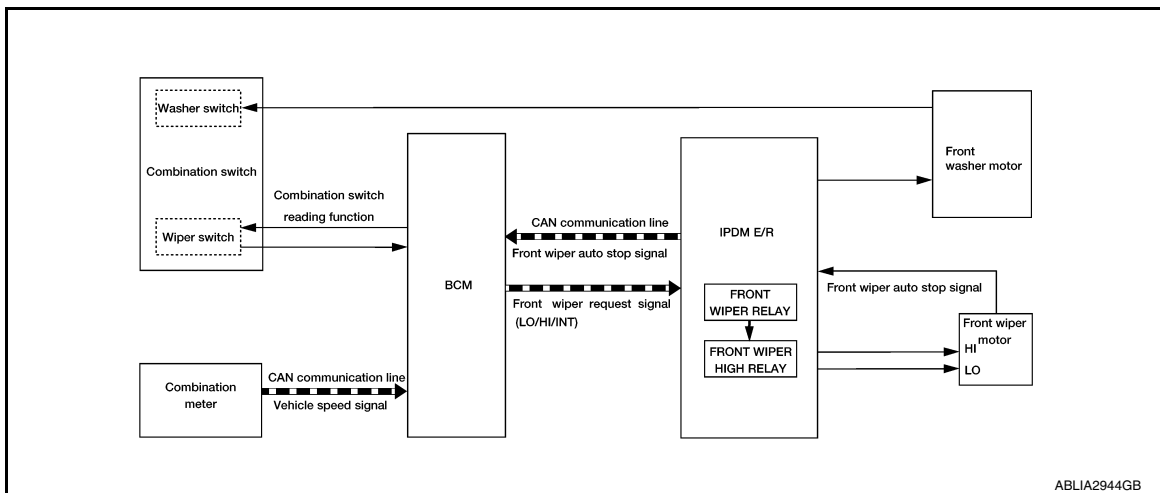 Washer switch
Combination switch
Wiper switch
Combination switch
reading function
Combination
meter
CAN communication line
Vehicle speed signal
BCM
CAN communication line
Front wiper auto stop signal
Front wiper request signal
(LO/HI/INT)
IPDM E/R
FRONT
WIPER RELAY
FRONT WIPER
HIGH RELAY
Front
washer motor
Front wiper auto stop signal
Front wiper
motor
HI
LO
ABLIA2944GB